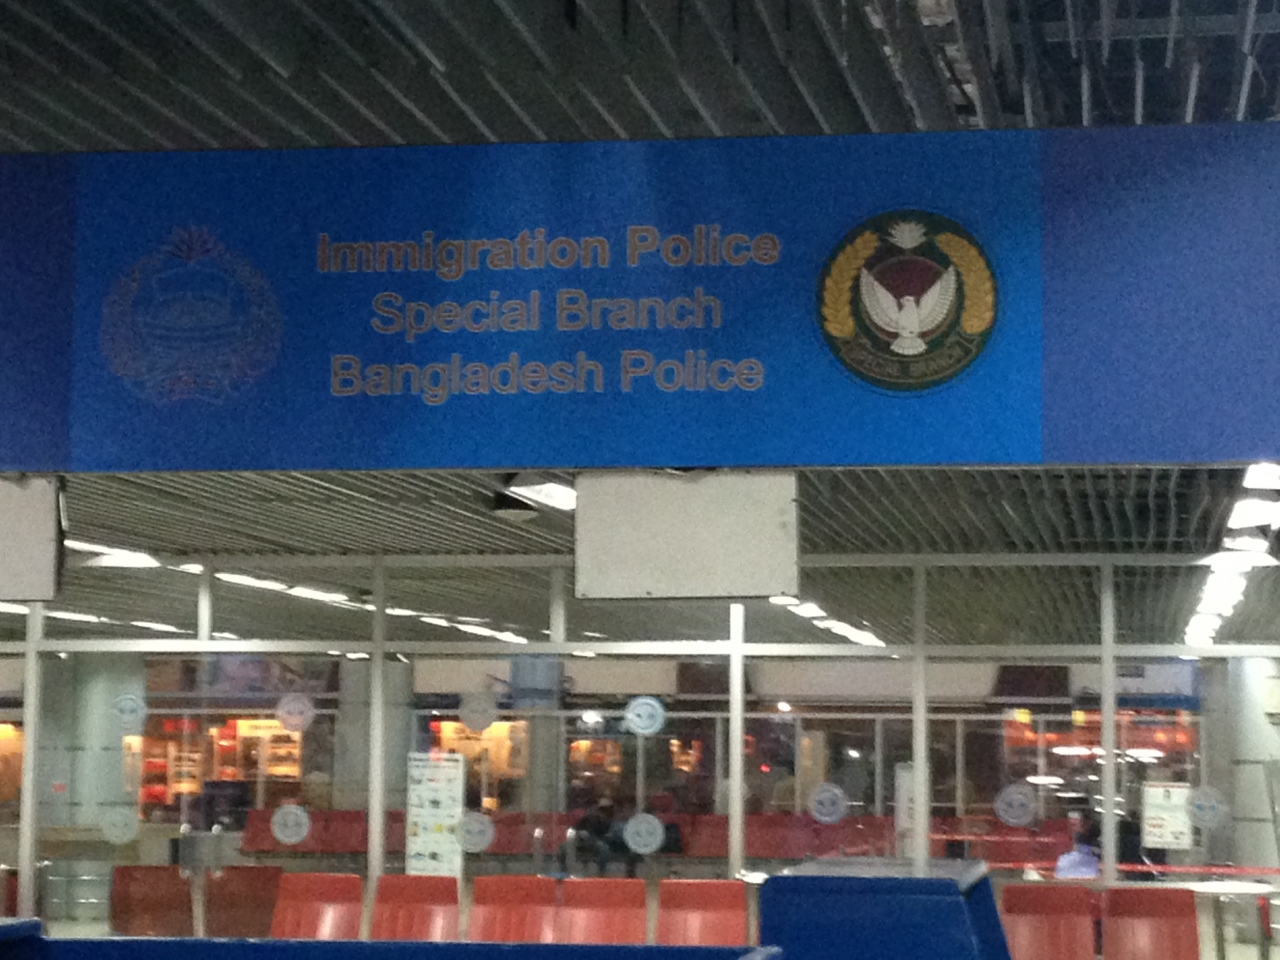 Immigration Police
Special Branch
Bangladesh Police
SPECIAL BRANCH